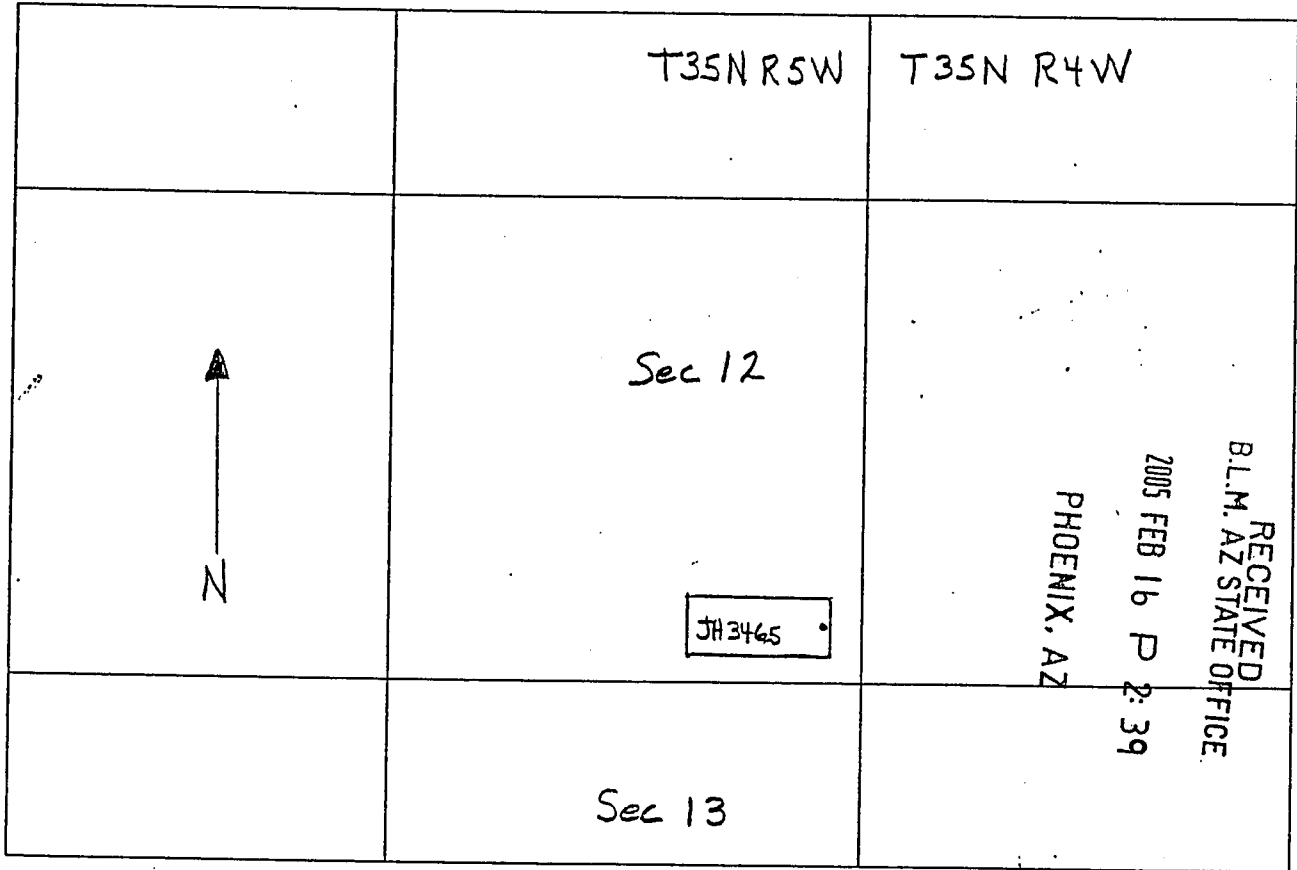 T35N R5W
T35N R4W
Sec 12
N
JH3465
Sec 13
RECEIVED
B.L.M. AZ STATE OFFICE
2005 FEB 16 P 2:39
PHOENIX, AZ